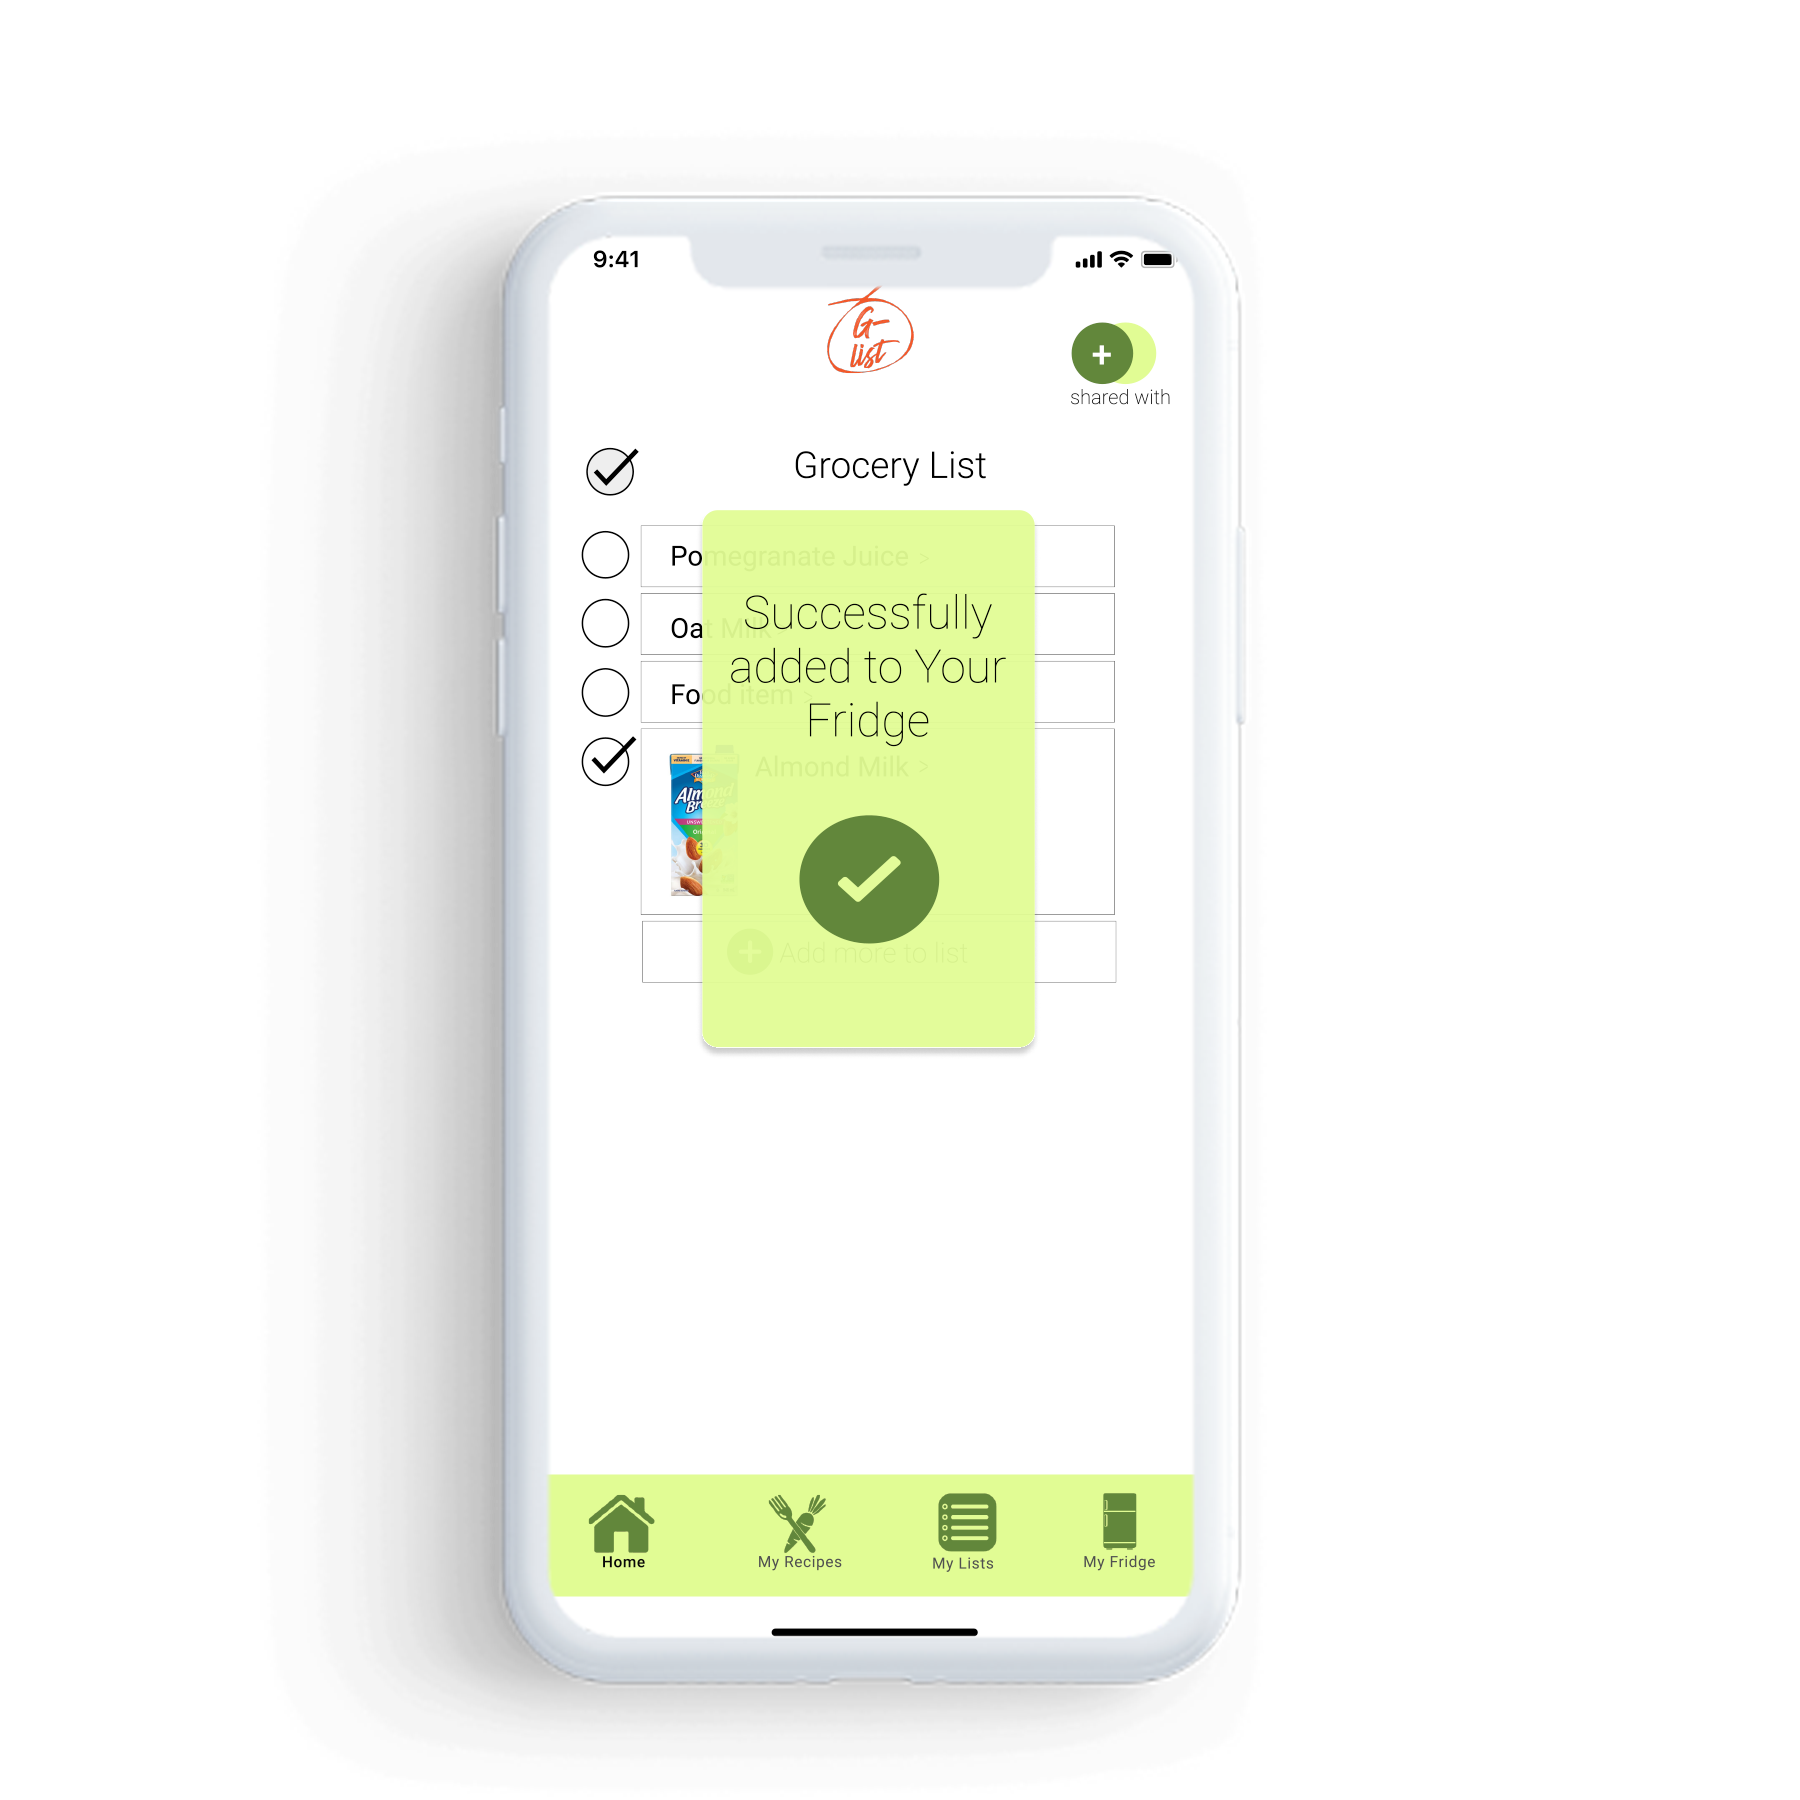 9:41
G-
list
shared with
Grocery List
Pomegranate Juice >
Successfully
added to Your
Fridge
Oat Milk >
Food item >
Almond Milk >
Almond
Add more to list
Home
My Recipes
My Lists
My Fridge